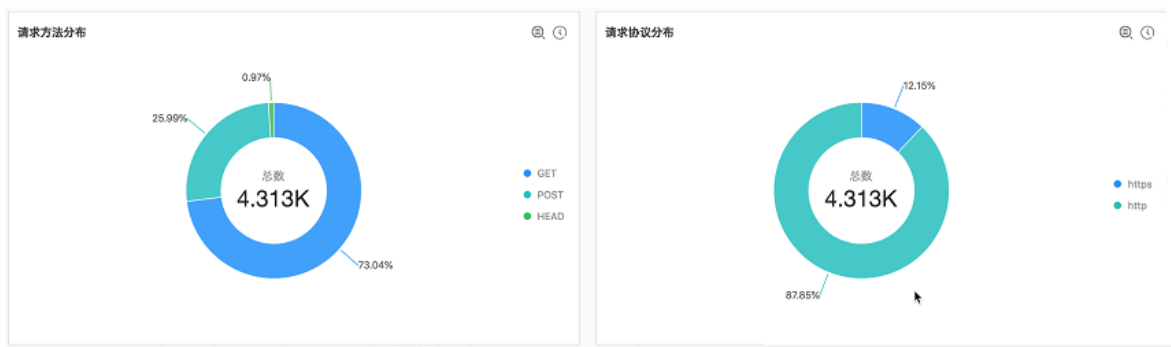 请求方法分布
0.97%
25.99%
总数
4.313K
73.04%
GET
POST
HEAD
请求协议分布
12.15%
总数
4.313K
87.85%
https
http